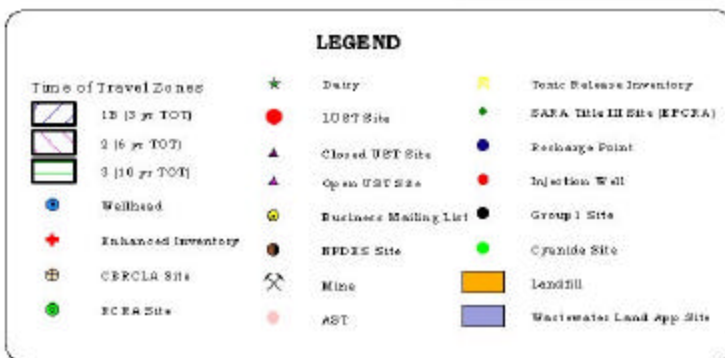 LEGEND
Time of Travel Zones
1B (3 yr TOT)
2 (6 yr TOT)
3 (10 yr TOT)
Wellhead
Enhanced Inventory
CERCLA Site
RCRA Site
Dairy
LUST Site
Closed UST Site
Open UST Site
Business Mailing List
NPDES Site
Mine
AST
Toxic Release Inventory
SARA Title III Site (EPCRA)
Recharge Point
Injection Well
Group 1 Site
Cyanide Site
Landfill
Wastewater Land App Site